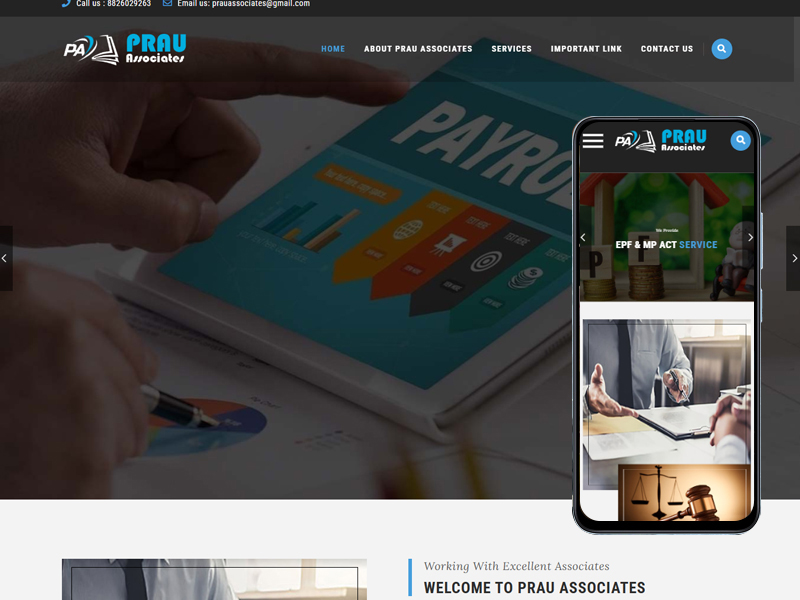 Call us : 8826029263 Email us: prauassociates@gmail.com
PA PRAU
Associates
HOME ABOUT PRAU ASSOCIATES SERVICES IMPORTANT LINK CONTACT US
PAYROL
PA PRAU
Associates
We Provide
EPF & MP ACT SERVICE
P
P
Working With Excellent Associates
WELCOME TO PRAU ASSOCIATES